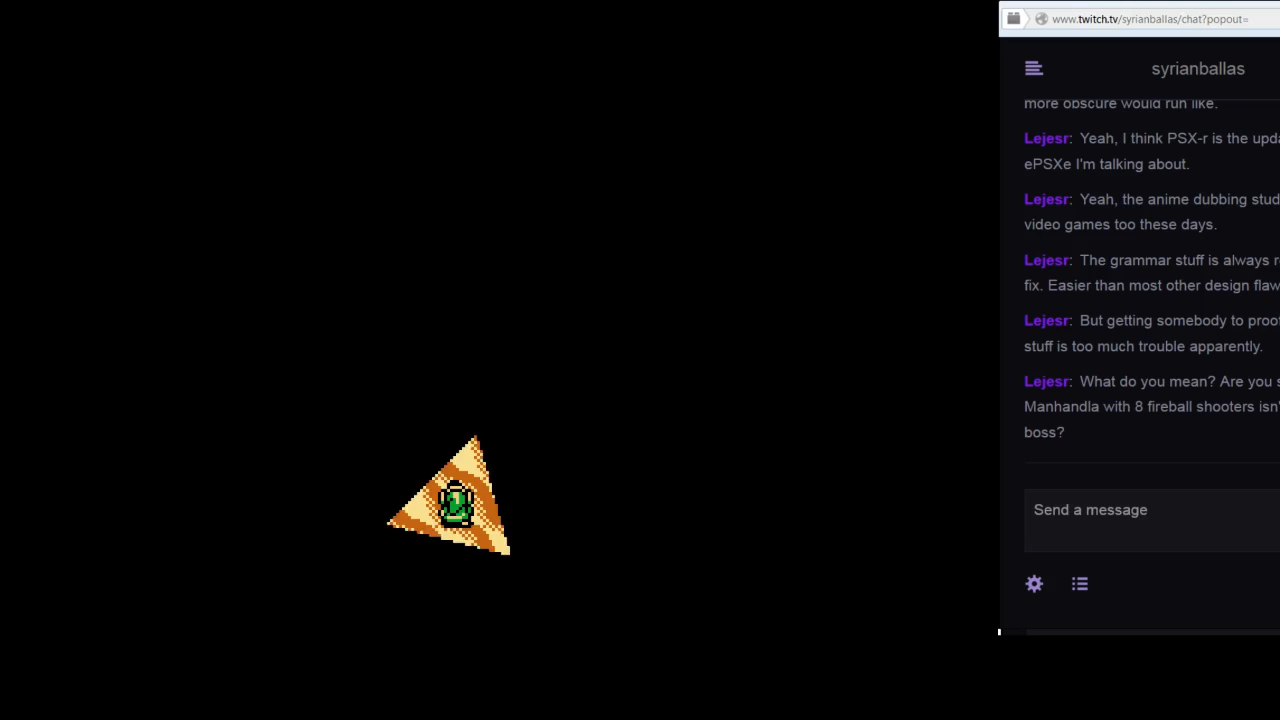 www.twitch.tv/syrianballas/chat?popout=
syrianballas
more obscure would run like.
Lejesr: Yeah, I think PSX-r is the upda
ePSXe I'm talking about.
Lejesr: Yeah, the anime dubbing stud
video games too these days.
Lejesr: The grammar stuff is always r
fix. Easier than most other design flaw
Lejesr: But getting somebody to proof
stuff is too much trouble apparently.
Lejesr: What do you mean? Are you s
Manhandla with 8 fireball shooters isn'
boss?
Send a message